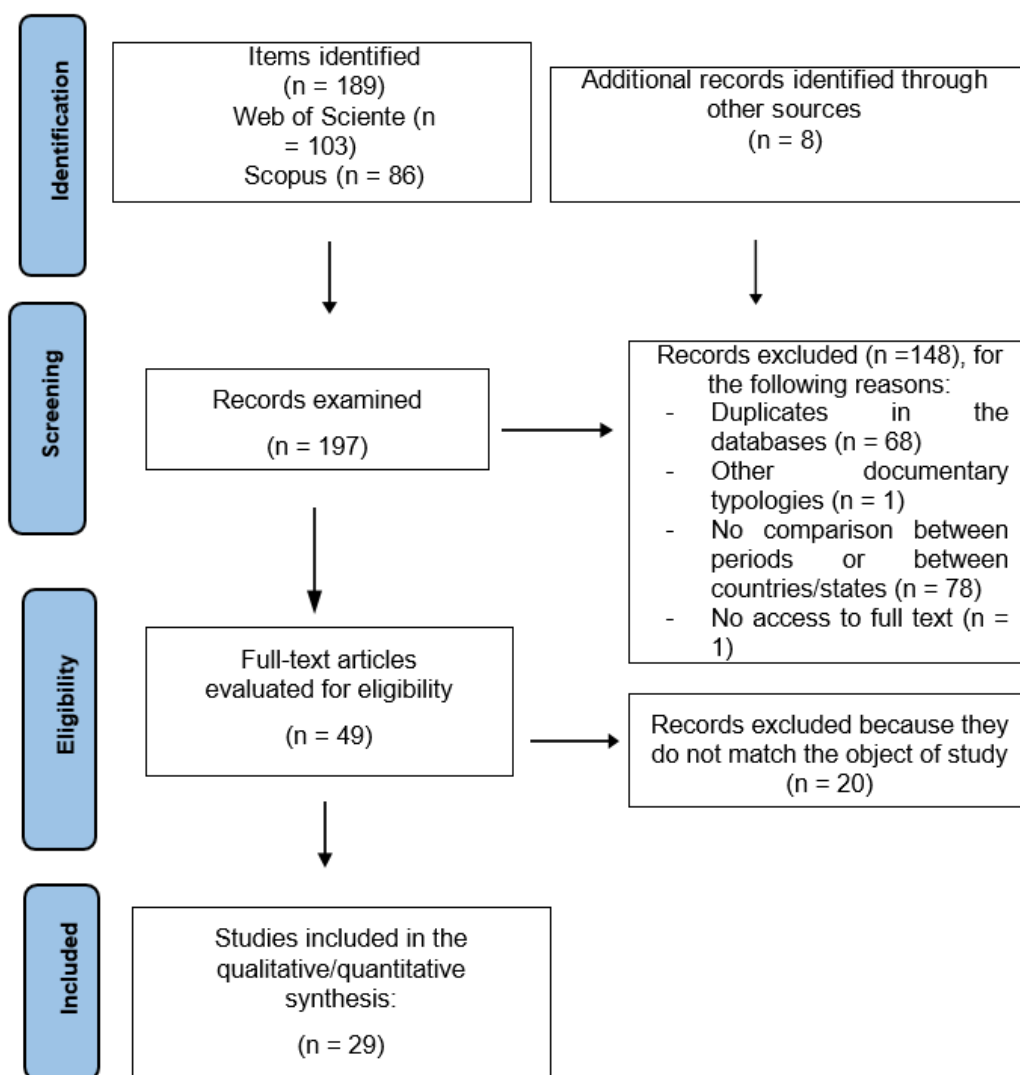 Identification
Items identified
(n = 189)
Web of Sciente (n
= 103)
Scopus (n = 86)
Additional records identified through
other sources
(n = 8)
Screening
Records examined
(n = 197)
Records excluded (n =148), for
the following reasons:
- Duplicates in the
databases (n = 68)
- Other documentary
typologies (n = 1)
- No comparison between
periods or between
countries/states (n = 78)
- No access to full text (n =
1)
Eligibility
Full-text articles
evaluated for eligibility
(n = 49)
Records excluded because they
do not match the object of study
(n = 20)
Included
Studies included in the
qualitative/quantitative
synthesis:
(n = 29)